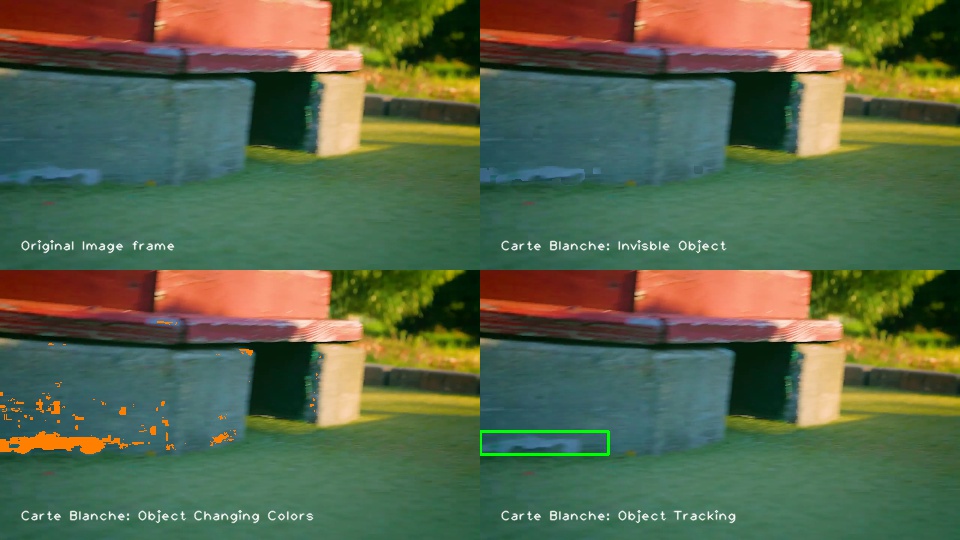 Original Image frame
Carte Blanche: Invisble Object
Carte Blanche: Object Changing Colors
Carte Blanche: Object Tracking